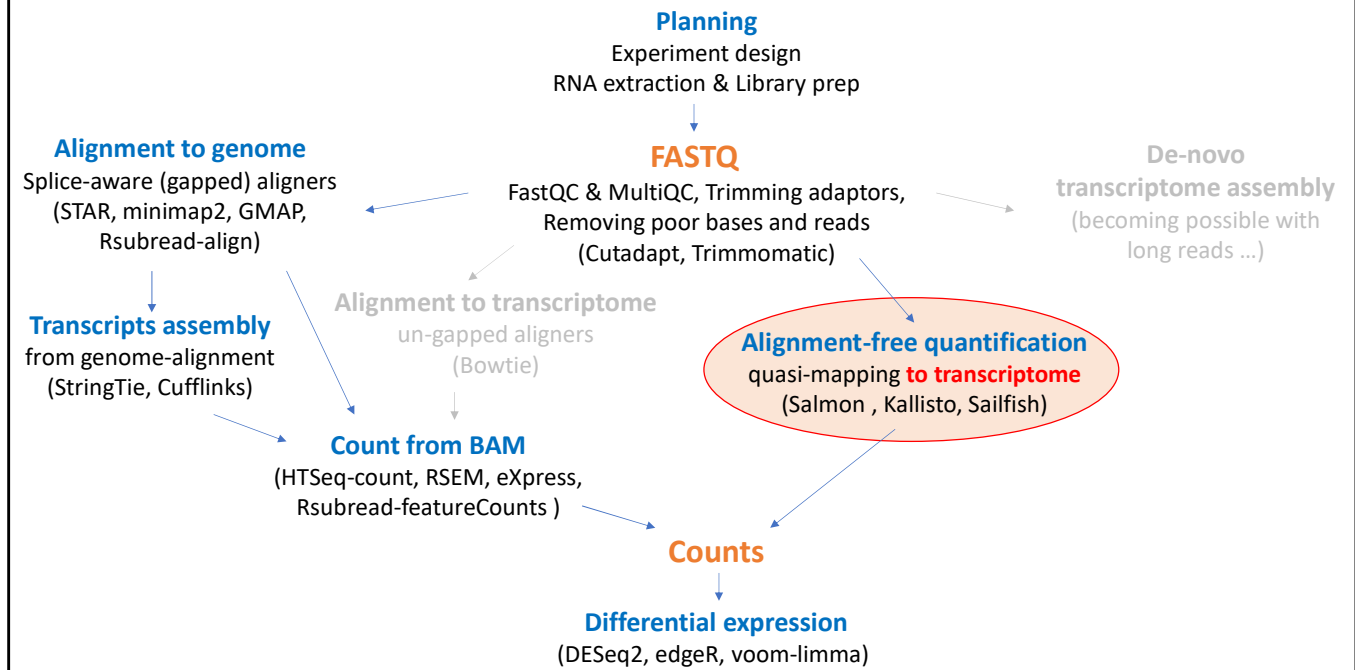 Planning
Experiment design
RNA extraction & Library prep
Alignment to genome
Splice-aware (gapped) aligners
(STAR, minimap2, GMAP,
Rsubread-align)
FASTQ
FastQC & MultiQC, Trimming adaptors,
Removing poor bases and reads
(Cutadapt, Trimmomatic)
De-novo
transcriptome assembly
(becoming possible with
long reads ...)
Transcripts assembly
from genome-alignment
(StringTie, Cufflinks)
Alignment to transcriptome
un-gapped aligners
(Bowtie)
Alignment-free quantification
quasi-mapping to transcriptome
(Salmon , Kallisto, Sailfish)
Count from BAM
(HTSeq-count, RSEM, eXpress,
Rsubread-featureCounts )
Counts
Differential expression
(DESeq2, edgeR, voom-limma)